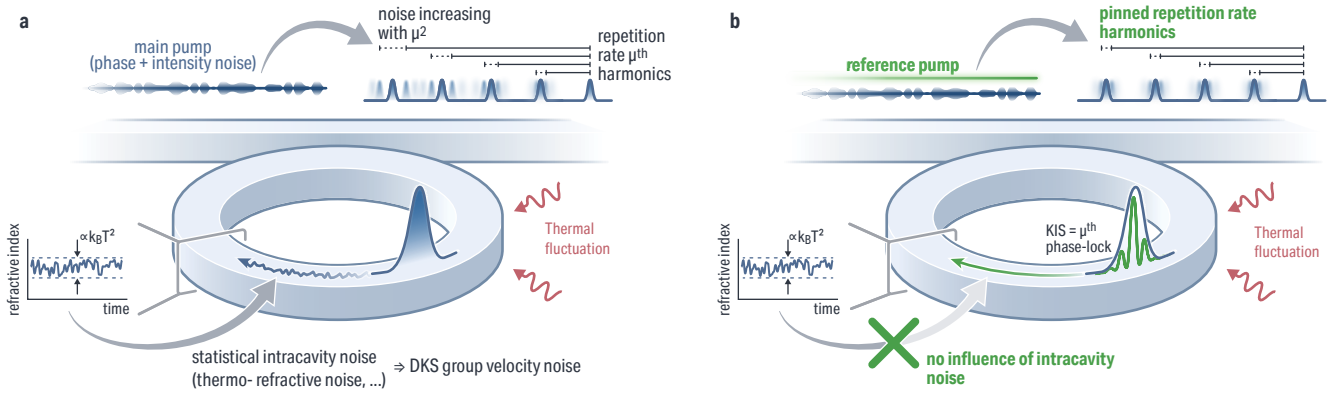 a
noise increasing
with μ²
main pump
(phase + intensity noise)
repetition
rate μᵗʰ
harmonics
refractive index
∝k_BT²
time
Thermal
fluctuation
statistical intracavity noise
(thermo- refractive noise, ...)
⇒ DKS group velocity noise
b
pinned repetition rate
harmonics
reference pump
refractive index
∝k_BT²
time
KIS = μᵗʰ
phase-lock
Thermal
fluctuation
no influence of intracavity
noise